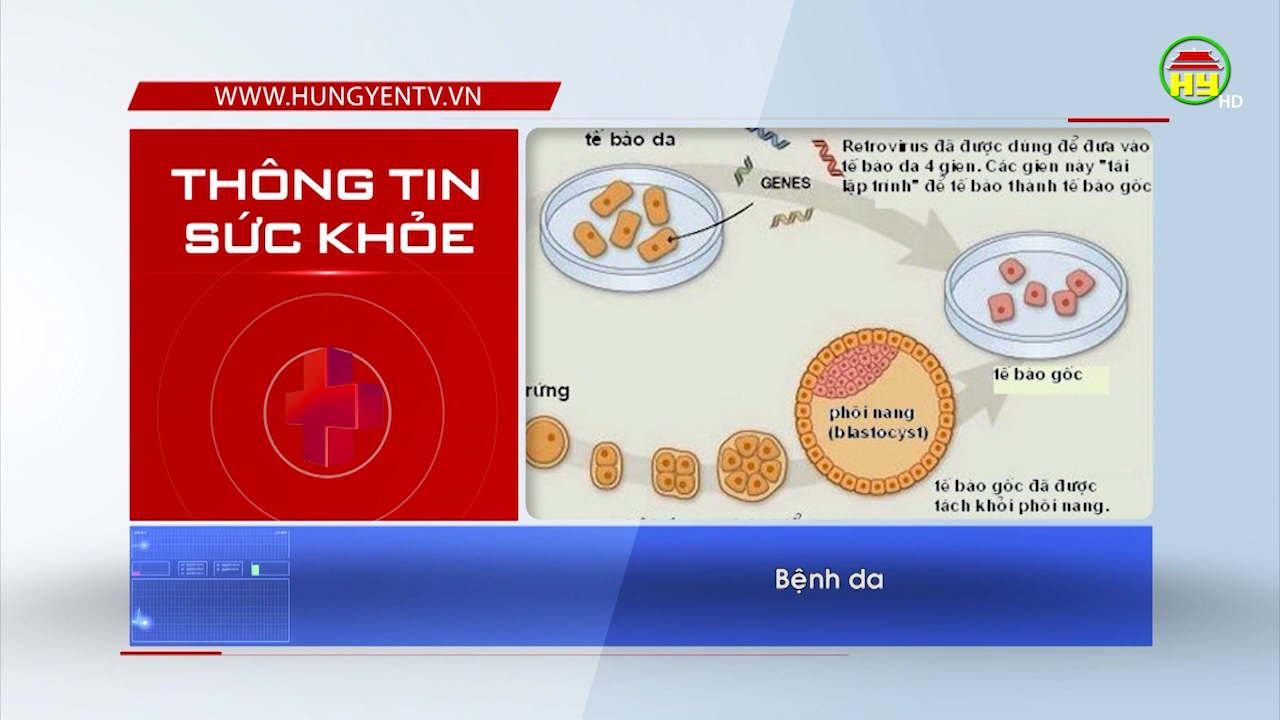 WWW.HUNGYENTV.VN
HY
HD
THÔNG TIN
SỨC KHỎE
tế bào da
GENES
Retrovirus đã được dùng để đưa vào
tế bào da 4 gien. Các gien này "tái
lập trình" để tế bào thành tế bào gốc
tế bào gốc
rứng
phôi nang
(blastocyst)
tế bào gốc đã được
tách khỏi phôi nang.
Bệnh da